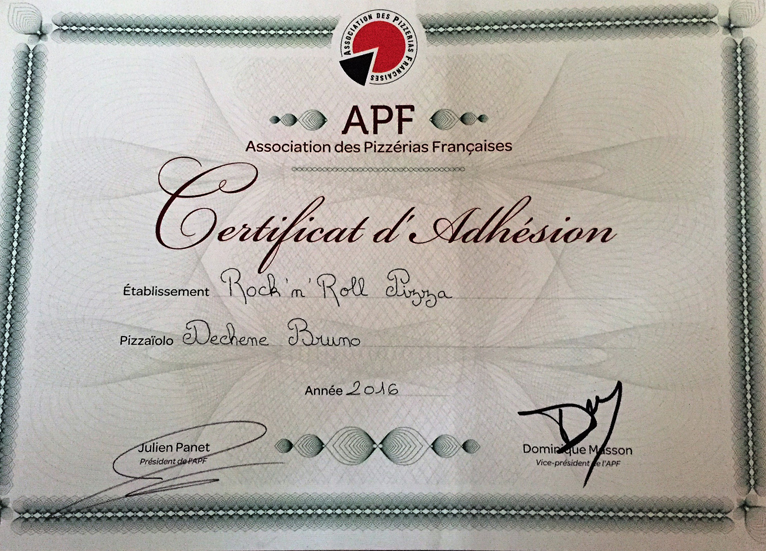 ASSOCIATION DES PIZZERIAS FRANÇAISES
APF
Association des Pizzérias Françaises
Certificat d'Adhésion
Établissement Rock'n'Roll Pizza
Pizzaïolo Dechene Bruno
Année 2016
Julien Panet
Président de l'APF
Dominique Masson
Vice-président de l'APF